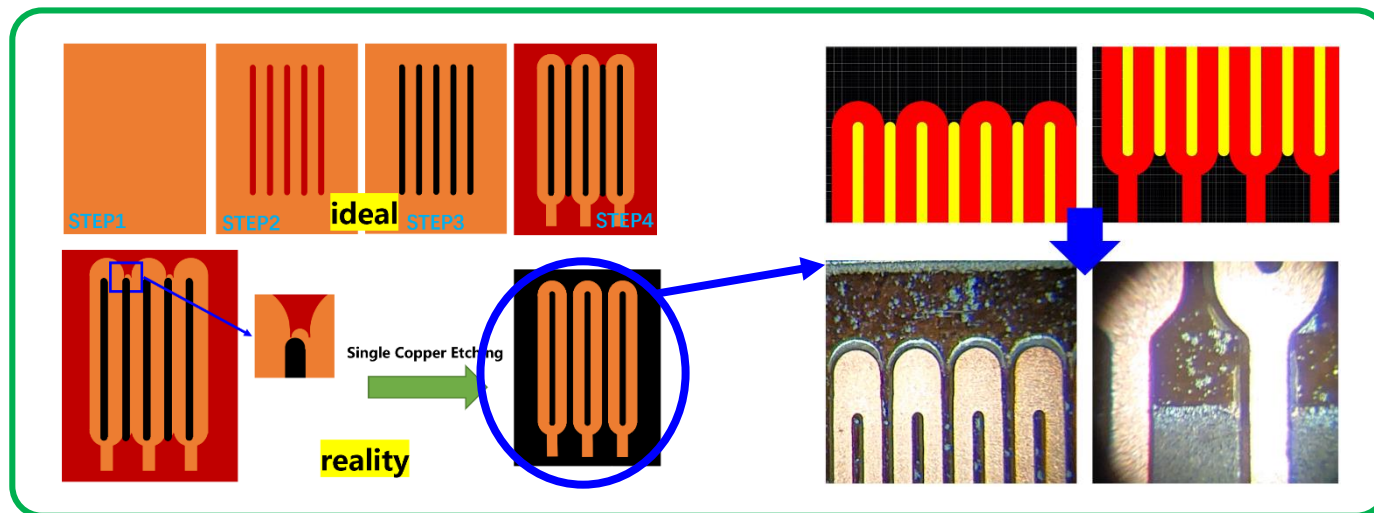 STEP1
STEP2
ideal
STEP3
STEP4
Single Copper Etching
reality